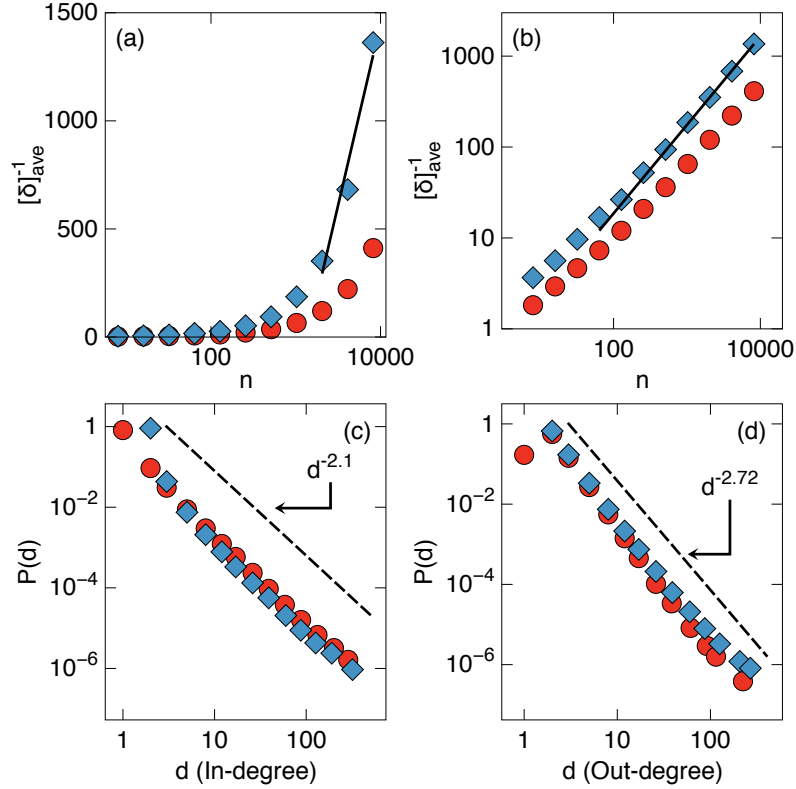 (a)
1500
1000
500
0
[δ]⁻¹ave
100
10000
n
(b)
1000
100
10
1
[δ]⁻¹ave
100
10000
n
(c)
1
10⁻²
10⁻⁴
10⁻⁶
P(d)
d⁻²·¹
1
10
100
d (In-degree)
(d)
1
10⁻²
10⁻⁴
10⁻⁶
P(d)
d⁻²·⁷²
1
10
100
d (Out-degree)